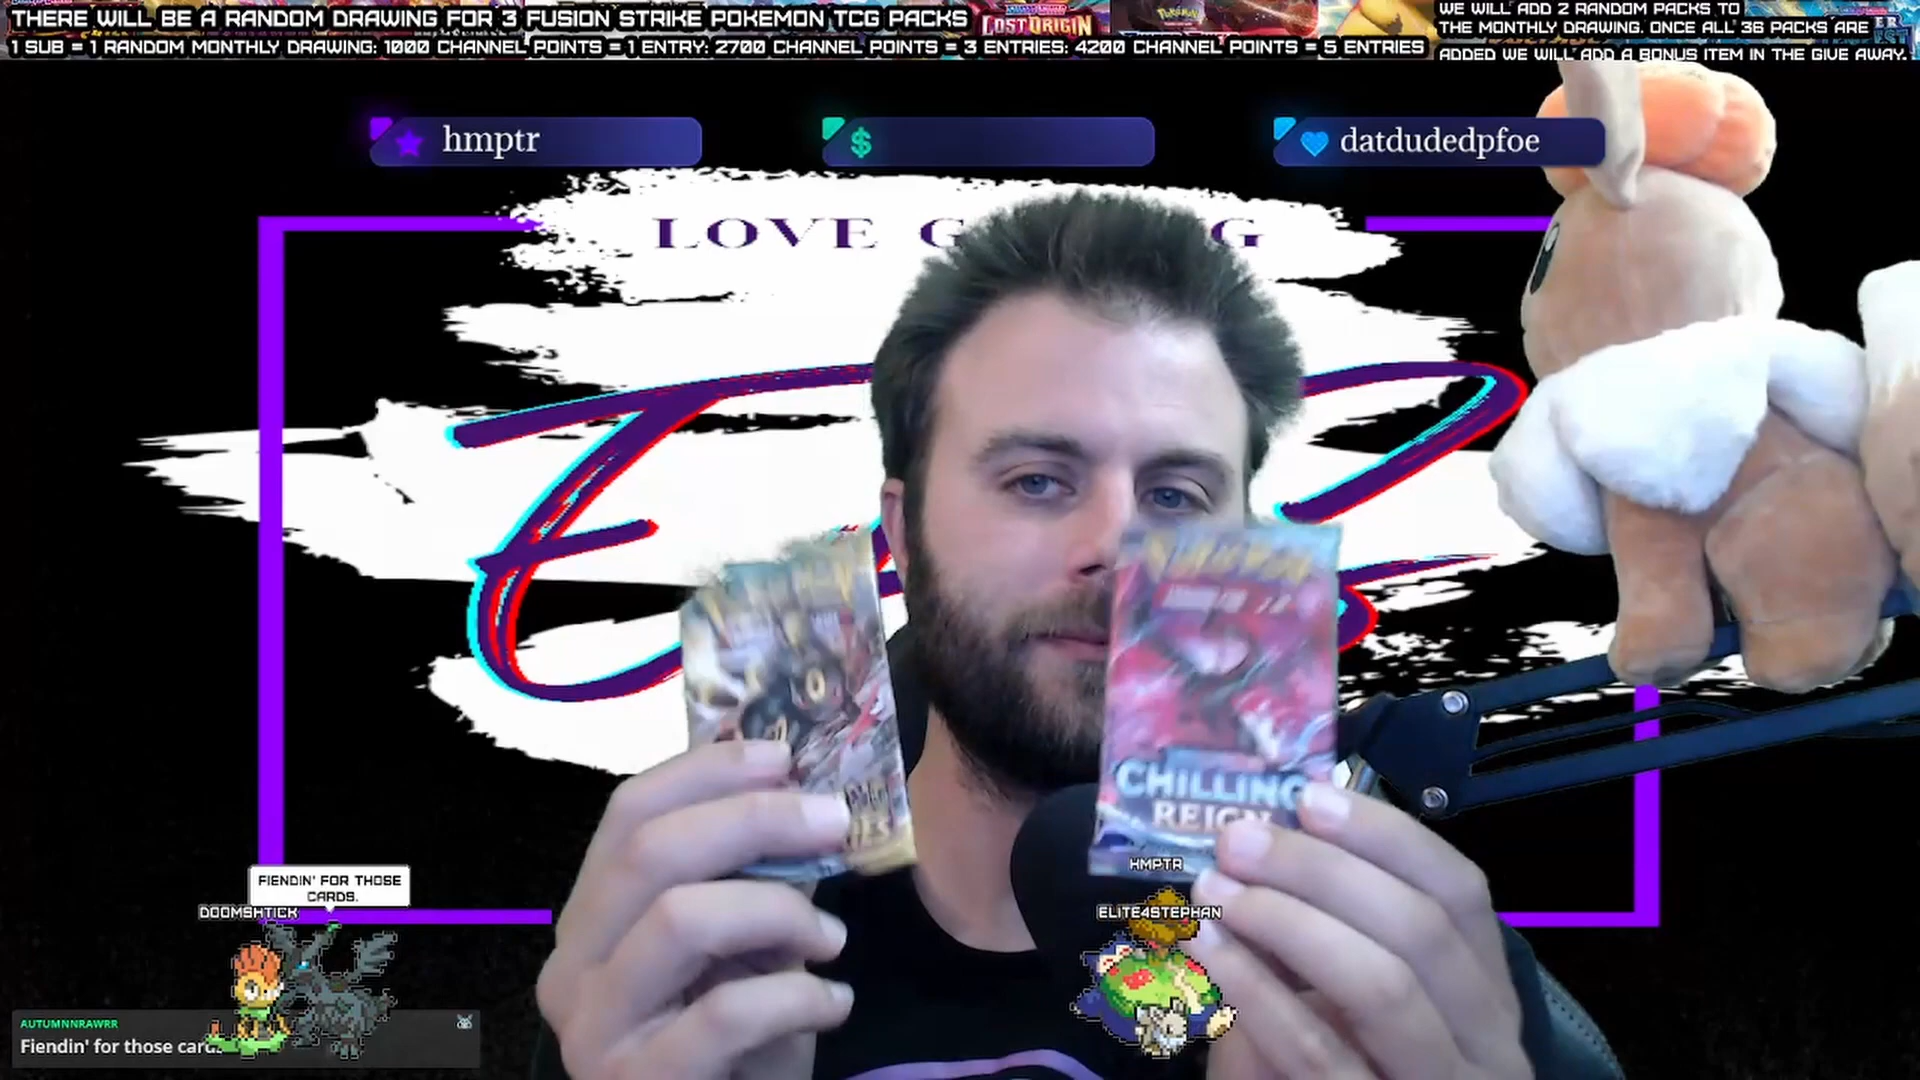 THERE WILL BE A RANDOM DRAWING FOR 3 FUSION STRIKE POKEMON TCG PACKS
1 SUB = 1 RANDOM MONTHLY DRAWING: 1000 CHANNEL POINTS = 1 ENTRY: 2700 CHANNEL POINTS = 3 ENTRIES: 4200 CHANNEL POINTS = 5 ENTRIES
LOST ORIGIN
WE WILL ADD 2 RANDOM PACKS TO
THE MONTHLY DRAWING. ONCE ALL 36 PACKS ARE
ADDED WE WILL ADD A BONUS ITEM IN THE GIVE AWAY.
hmptr
$
datdudedpfoe
LOVE G G
CHILLING
REIGN
HMPTR
ELITE4STEPHAN
FIENDIN' FOR THOSE
CARDS.
DOOMSHTICK
AUTUMNNRAWRR
Fiendin' for those card